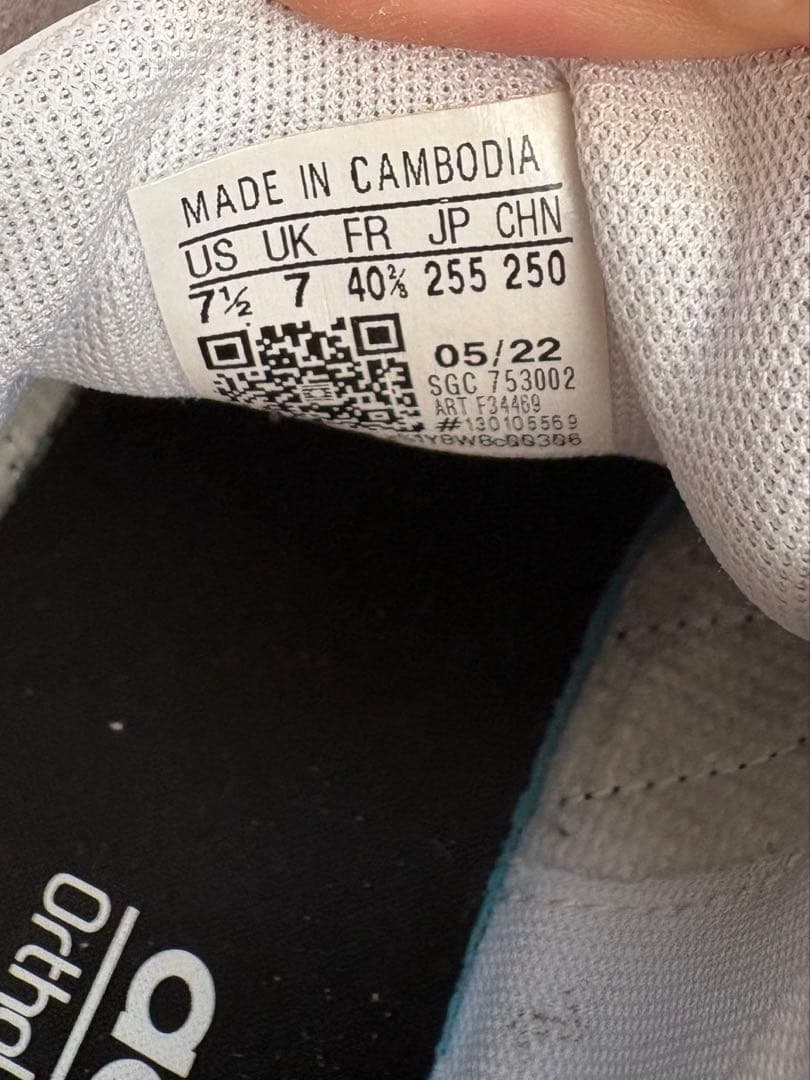 MADE IN CAMBODIA
US UK FR JP CHN
7½ 7 40⅔ 255 250
05/22
SGC 753002
ART F34469
#130105569
Ortho